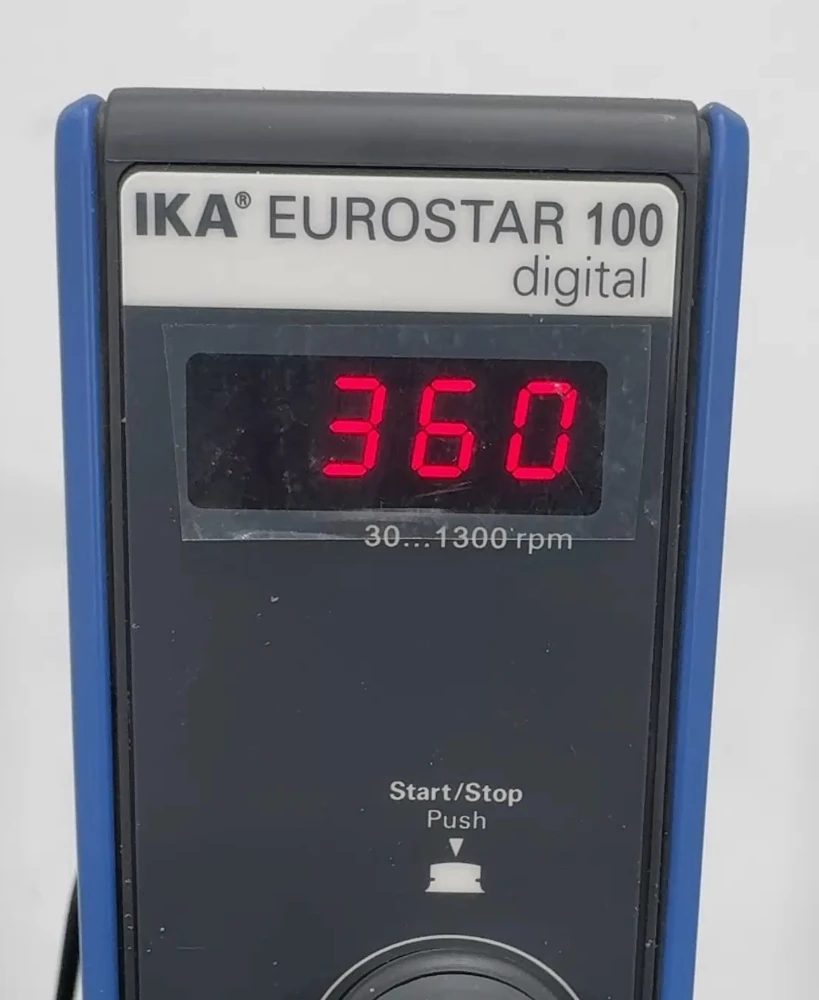 IKA® EUROSTAR 100
digital
360
30...1300 rpm
Start/Stop
Push